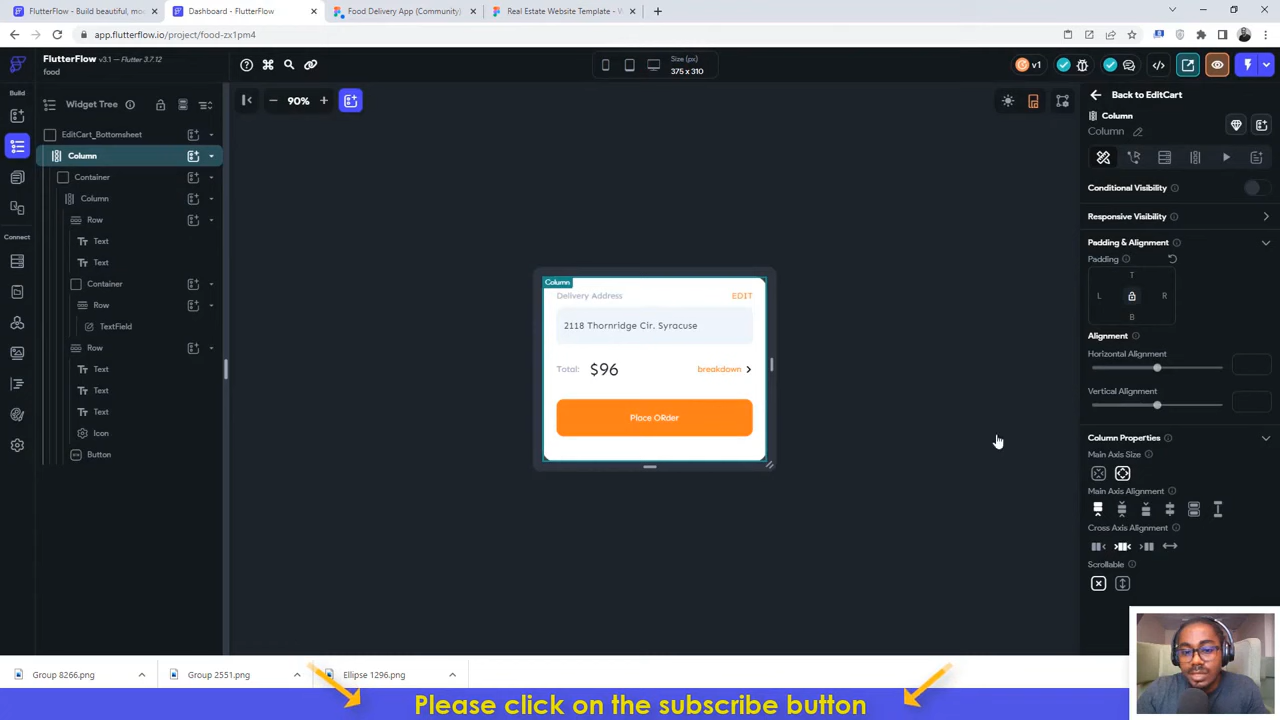 FlutterFlow - Build beautiful, mo
Dashboard - FlutterFlow
Food Delivery App (Community)
Real Estate Website Template - W
app.flutterflow.io/project/food-zx1pm4
FlutterFlow v3.1 – Flutter 3.7.12
food
Size (px)
375 x 310
v1
Build
Widget Tree
90%
Back to EditCart
EditCart_Bottomsheet
Column
Container
Column
Row
Text
Text
Container
Row
TextField
Row
Text
Text
Text
Icon
Button
Connect
Column
Delivery Address
EDIT
2118 Thornridge Cir. Syracuse
Total:
$96
breakdown
Place ORder
Column
Column
Conditional Visibility
Responsive Visibility
Padding & Alignment
Padding
T
L
R
B
Alignment
Horizontal Alignment
Vertical Alignment
Column Properties
Main Axis Size
Main Axis Alignment
Cross Axis Alignment
Scrollable
Group 8266.png
Group 2551.png
Ellipse 1296.png
Please click on the subscribe button